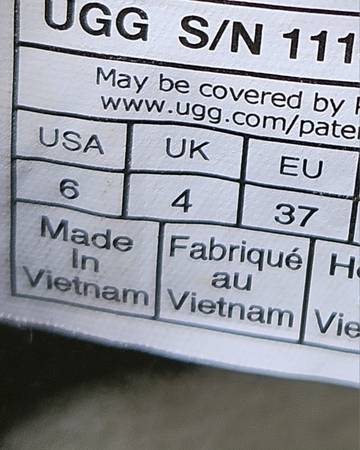 UGG S/N 111
May be covered by
www.ugg.com/pate
USA UK EU
6 4 37
Made Fabriqué H
In au
Vietnam Vietnam Vie